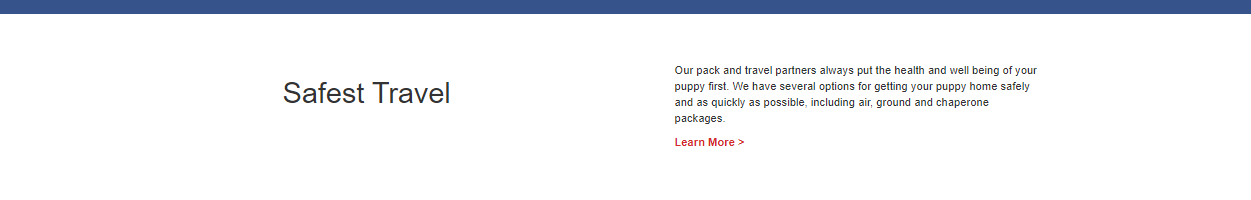 Safest Travel
Our pack and travel partners always put the health and well being of your
puppy first. We have several options for getting your puppy home safely
and as quickly as possible, including air, ground and chaperone
packages.
Learn More >